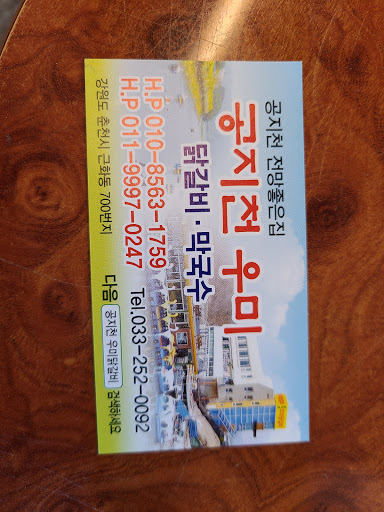 공지천 전망좋은집
공지천 우미
닭갈비·막국수
Tel.033-252-0092
H.P 010-8563-1759
H.P 011-9997-0247
강원도 춘천시 근화동 700번지
다음 공지천 우미닭갈비 검색하세요